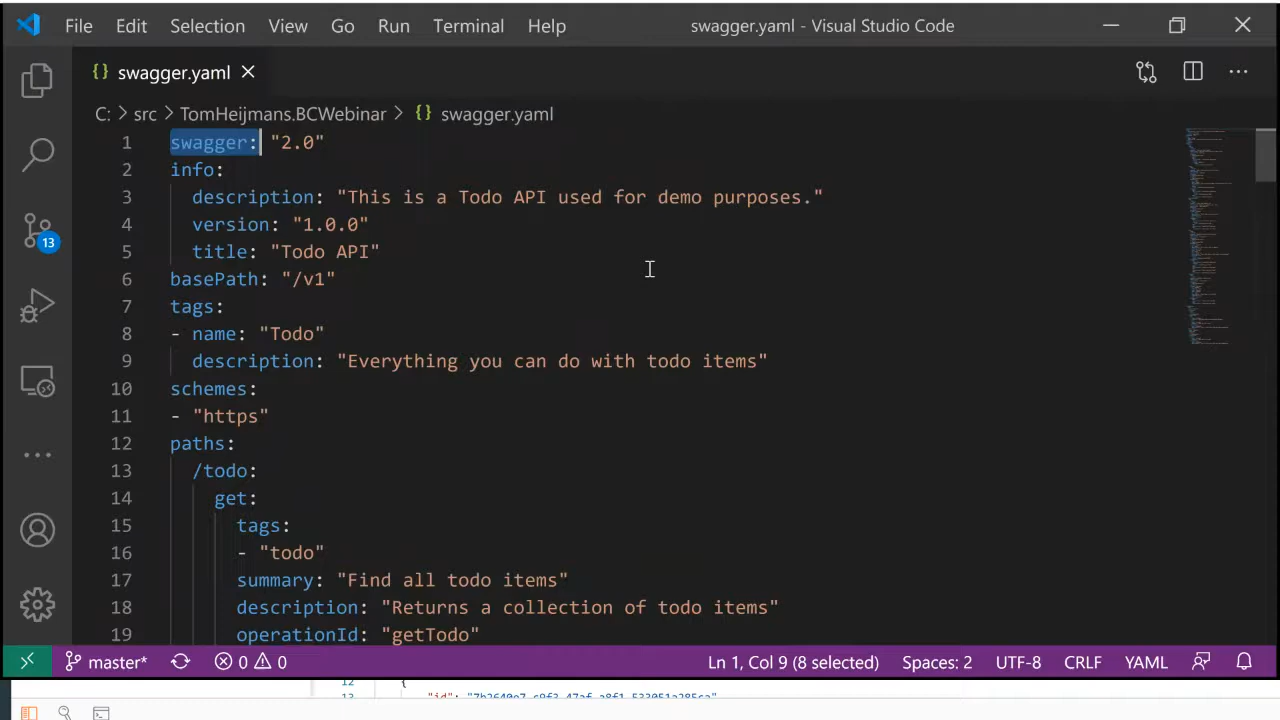 File Edit Selection View Go Run Terminal Help swagger.yaml - Visual Studio Code
{} swagger.yaml
C: > src > TomHeijmans.BCWebinar > {} swagger.yaml
1 swagger: "2.0"
2 info:
3 description: "This is a Todo API used for demo purposes."
4 version: "1.0.0"
5 title: "Todo API"
6 basePath: "/v1"
7 tags:
8 - name: "Todo"
9 description: "Everything you can do with todo items"
10 schemes:
11 - "https"
12 paths:
13 /todo:
14 get:
15 tags:
16 - "todo"
17 summary: "Find all todo items"
18 description: "Returns a collection of todo items"
19 operationId: "getTodo"
13
master* 0 0 Ln 1, Col 9 (8 selected) Spaces: 2 UTF-8 CRLF YAML
12 {
13 "id":